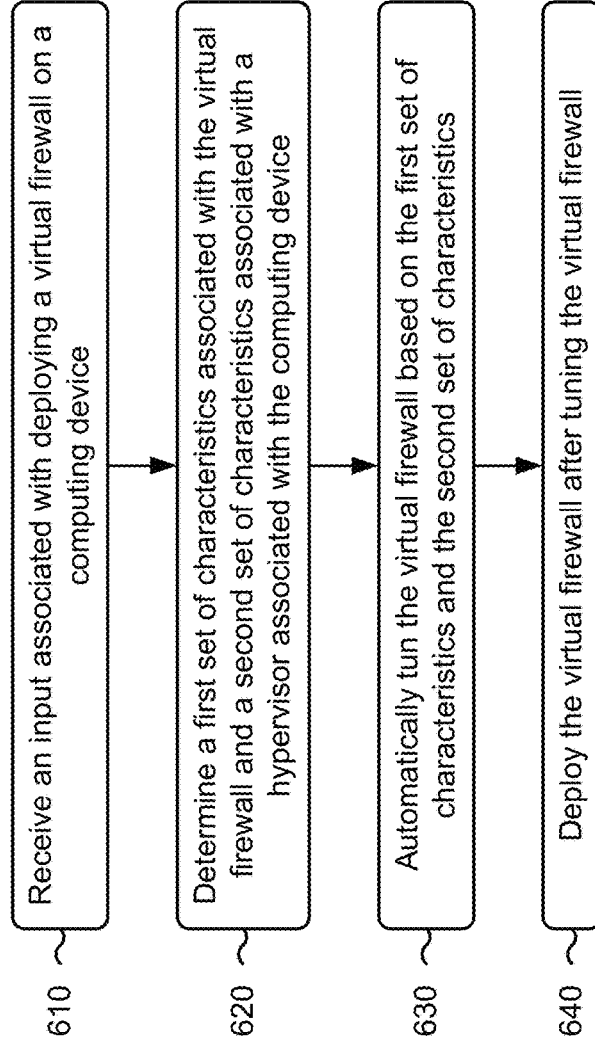 610
Receive an input associated with deploying a virtual firewall on a
computing device
620
Determine a first set of characteristics associated with the virtual
firewall and a second set of characteristics associated with a
hypervisor associated with the computing device
630
Automatically tun the virtual firewall based on the first set of
characteristics and the second set of characteristics
640
Deploy the virtual firewall after tuning the virtual firewall